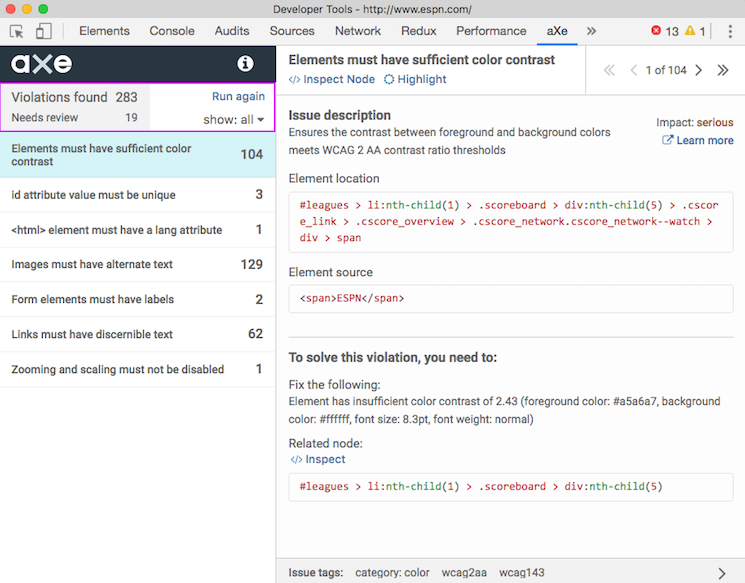 Developer Tools - http://www.espn.com/
Elements Console Audits Sources Network Redux Performance aXe » 13 1
aXe
Violations found 283 Run again
Needs review 19 show: all
Elements must have sufficient color
contrast 104
id attribute value must be unique 3
<html> element must have a lang attribute 1
Images must have alternate text 129
Form elements must have labels 2
Links must have discernible text 62
Zooming and scaling must not be disabled 1
Elements must have sufficient color contrast
</> Inspect Node Highlight
1 of 104
Issue description
Ensures the contrast between foreground and background colors
meets WCAG 2 AA contrast ratio thresholds
Impact: serious
Learn more
Element location
#leagues > li:nth-child(1) > .scoreboard > div:nth-child(5) > .cscor
e_link > .cscore_overview > .cscore_network.cscore_network--watch >
div > span
Element source
<span>ESPN</span>
To solve this violation, you need to:
Fix the following:
Element has insufficient color contrast of 2.43 (foreground color: #a5a6a7, background
color: #ffffff, font size: 8.3pt, font weight: normal)
Related node:
</> Inspect
#leagues > li:nth-child(1) > .scoreboard > div:nth-child(5)
Issue tags: category: color wcag2aa wcag143